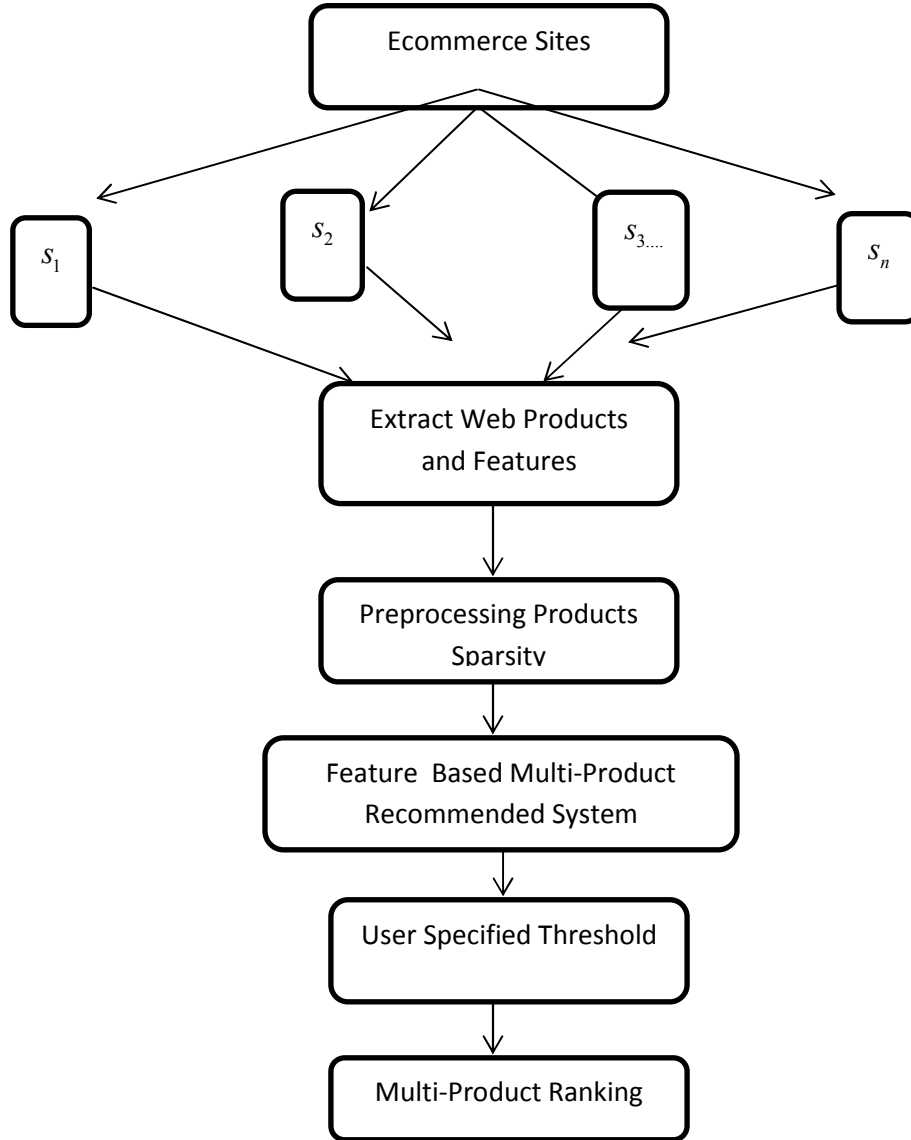 Ecommerce Sites
s₁
s₂
s₃....
sₙ
Extract Web Products
and Features
Preprocessing Products
Sparsity
Feature Based Multi-Product
Recommended System
User Specified Threshold
Multi-Product Ranking